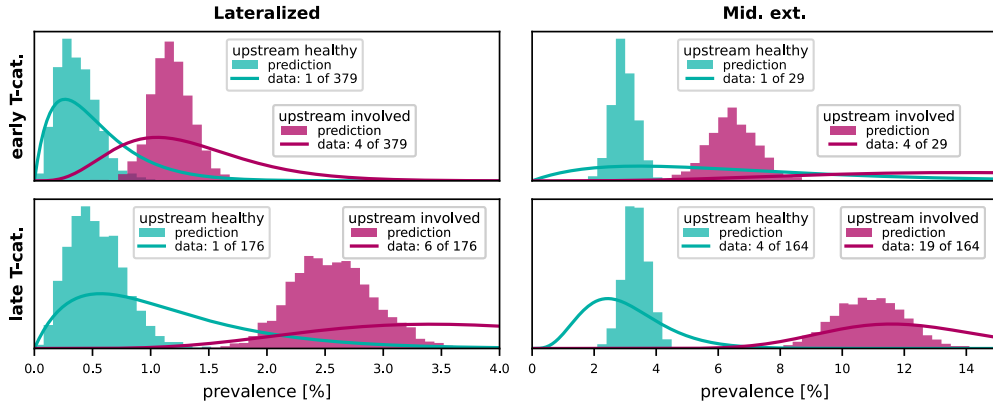 Lateralized
Mid. ext.
early T-cat.
upstream healthy
prediction
data: 1 of 379
upstream involved
prediction
data: 4 of 379
upstream healthy
prediction
data: 1 of 29
upstream involved
prediction
data: 4 of 29
late T-cat.
upstream healthy
prediction
data: 1 of 176
upstream involved
prediction
data: 6 of 176
upstream healthy
prediction
data: 4 of 164
upstream involved
prediction
data: 19 of 164
0.0 0.5 1.0 1.5 2.0 2.5 3.0 3.5 4.0
0 2 4 6 8 10 12 14
prevalence [%]
prevalence [%]